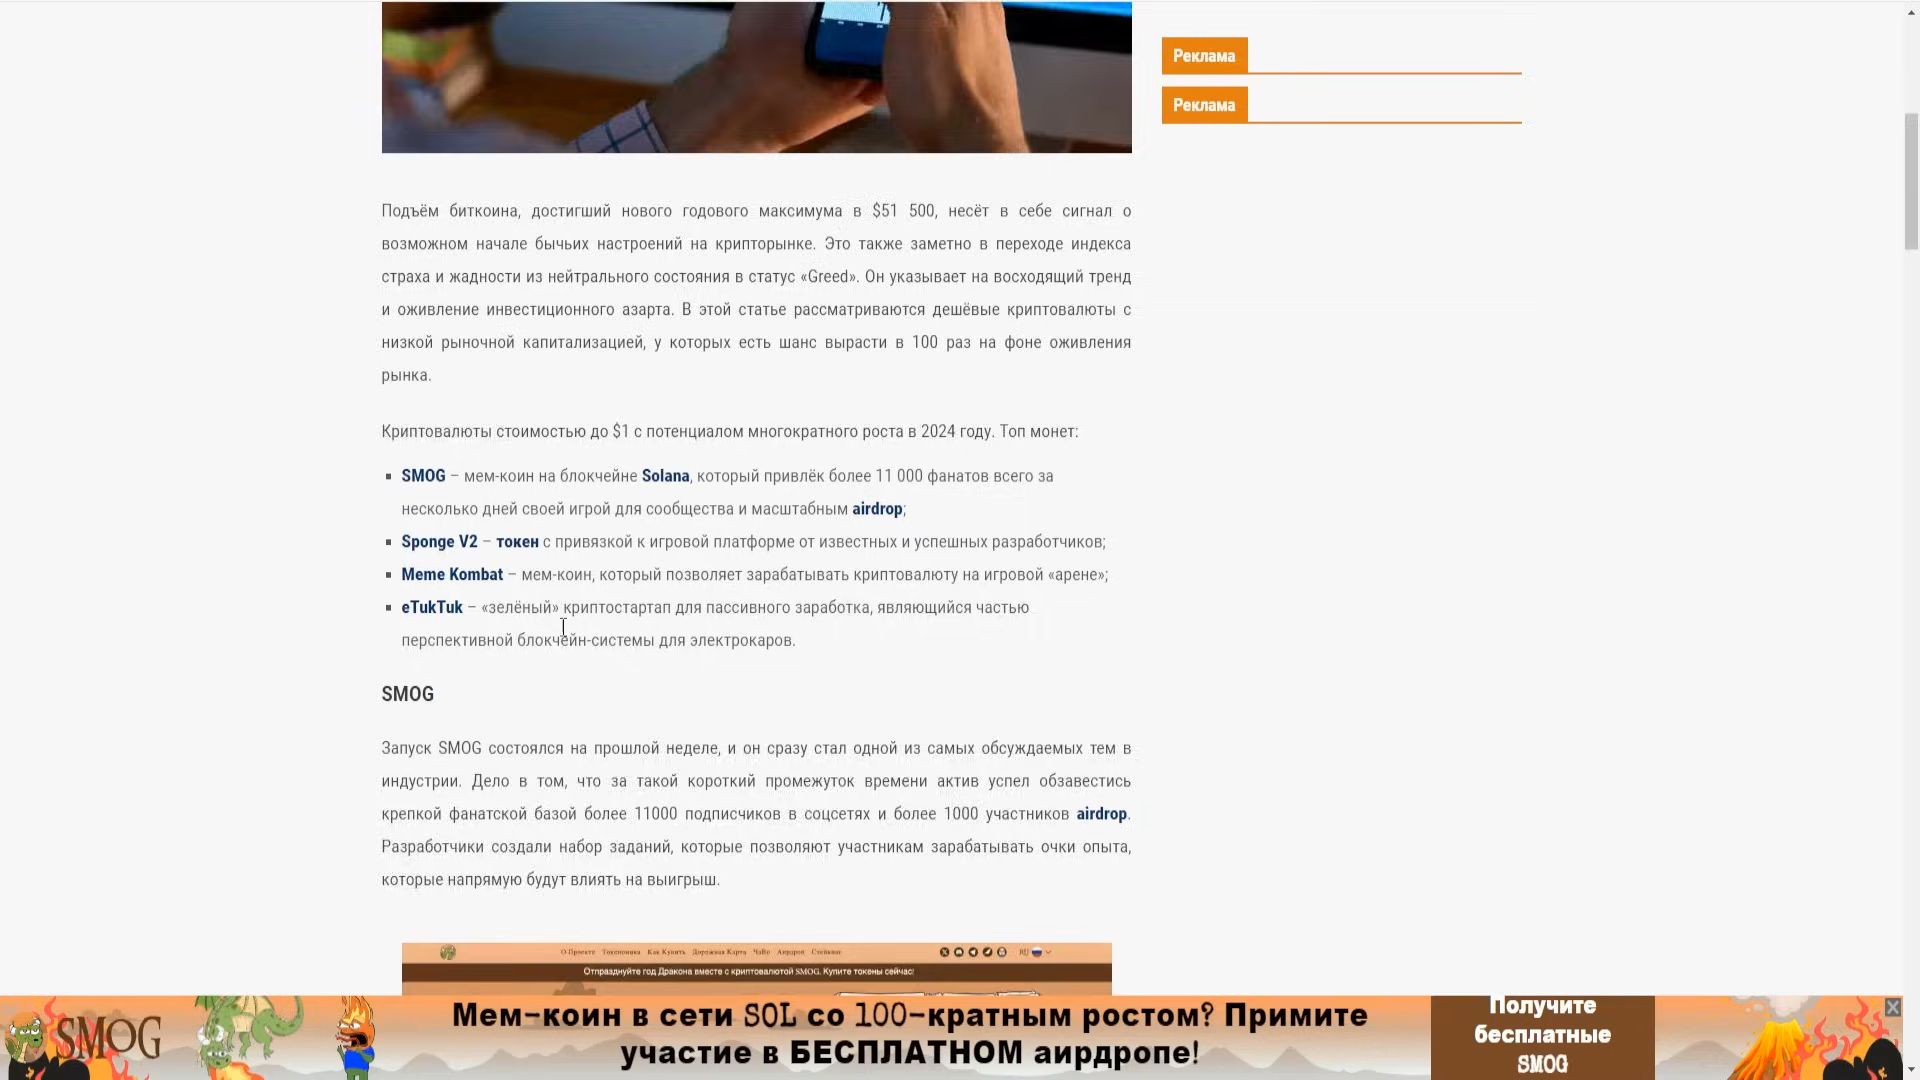 Реклама
Реклама
Подъём биткоина, достигший нового годового максимума в $51 500, несёт в себе сигнал о
возможном начале бычьих настроений на крипторынке. Это также заметно в переходе индекса
страха и жадности из нейтрального состояния в статус «Greed». Он указывает на восходящий тренд
и оживление инвестиционного азарта. В этой статье рассматриваются дешёвые криптовалюты с
низкой рыночной капитализацией, у которых есть шанс вырасти в 100 раз на фоне оживления
рынка.
Криптовалюты стоимостью до $1 с потенциалом многократного роста в 2024 году. Топ монет:
SMOG – мем-коин на блокчейне Solana, который привлёк более 11 000 фанатов всего за
несколько дней своей игрой для сообщества и масштабным airdrop;
Sponge V2 – токен с привязкой к игровой платформе от известных и успешных разработчиков;
Meme Kombat – мем-коин, который позволяет зарабатывать криптовалюту на игровой «арене»;
eTukTuk – «зелёный» криптостартап для пассивного заработка, являющийся частью
перспективной блокчейн-системы для электрокаров.
SMOG
Запуск SMOG состоялся на прошлой неделе, и он сразу стал одной из самых обсуждаемых тем в
индустрии. Дело в том, что за такой короткий промежуток времени актив успел обзавестись
крепкой фанатской базой более 11000 подписчиков в соцсетях и более 1000 участников airdrop.
Разработчики создали набор заданий, которые позволяют участникам зарабатывать очки опыта,
которые напрямую будут влиять на выигрыш.
О Проекте Токеномика Как Купить Дорожная Карта ЧаВо Аирдроп Стейкинг RU
Отпразднуйте год Дракона вместе с криптовалютой SMOG. Купите токены сейчас!
SMOG
Мем-коин в сети SOL со 100-кратным ростом? Примите
участие в БЕСПЛАТНОМ аирдропе!
Получите
бесплатные
SMOG